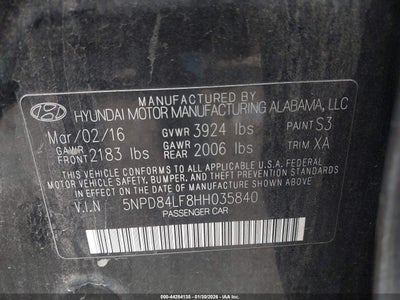 MANUFACTURED BY
HYUNDAI MOTOR MANUFACTURING ALABAMA, LLC
Mar/02/16 GVWR 3924 lbs PAINT S3
GAWR FRONT 2183 lbs GAWR REAR 2006 lbs TRIM XA
THIS VEHICLE CONFORMS TO ALL APPLICABLE U.S.A. FEDERAL
MOTOR VEHICLE SAFETY, BUMPER, AND THEFT PREVENTION STANDARDS
IN EFFECT ON THE DATE OF MANUFACTURE SHOWN ABOVE.
V.I.N 5NPD84LF8HH035840
PASSENGER CAR
500-44284138 - 01/30/2026 - IAA Inc.